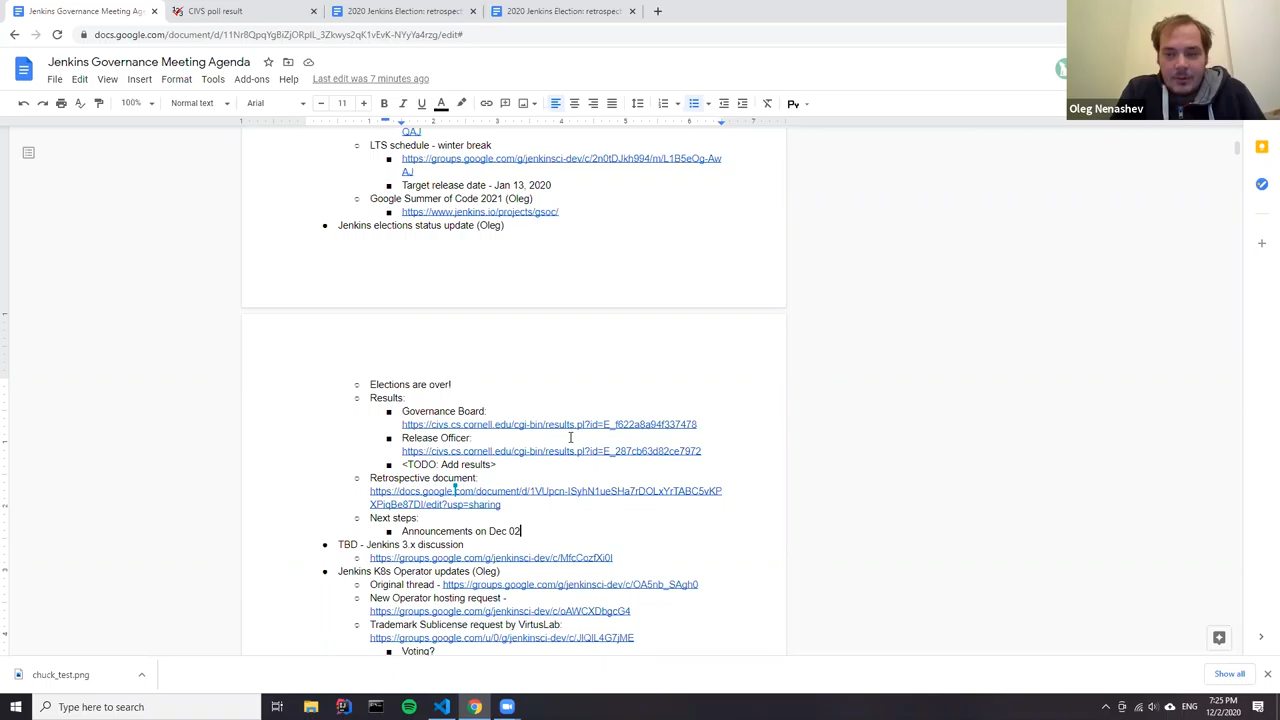 Jenkins Governance Meeting Age
CIVS poll result
2020 Jenkins Election: retrospect
2020 Jenkins Election: retrospect
docs.google.com/document/d/11Nr8QpqYgBiZjORpIL_3Zkwys2qK1vEvK-NYyYa4rzg/edit#
Oleg Nenashev
Jenkins Governance Meeting Agenda
File Edit View Insert Format Tools Add-ons Help Last edit was 7 minutes ago
100% Normal text Arial 11
QAJ
LTS schedule - winter break
https://groups.google.com/g/jenkinsci-dev/c/2n0tDJkh994/m/L1B5eOg-Aw
AJ
Target release date - Jan 13, 2020
Google Summer of Code 2021 (Oleg)
https://www.jenkins.io/projects/gsoc/
Jenkins elections status update (Oleg)
Elections are over!
Results:
Governance Board:
https://civs.cs.cornell.edu/cgi-bin/results.pl?id=E_f622a8a94f337478
Release Officer:
https://civs.cs.cornell.edu/cgi-bin/results.pl?id=E_287cb63d82ce7972
<TODO: Add results>
Retrospective document:
https://docs.google.com/document/d/1VUpcn-ISyhN1ueSHa7rDOLxYrTABC5vKP
XPiqBe87DI/edit?usp=sharing
Next steps:
Announcements on Dec 02
TBD - Jenkins 3.x discussion
https://groups.google.com/g/jenkinsci-dev/c/MfcCozfXi0I
Jenkins K8s Operator updates (Oleg)
Original thread - https://groups.google.com/g/jenkinsci-dev/c/OA5nb_SAgh0
New Operator hosting request -
https://groups.google.com/g/jenkinsci-dev/c/oAWCXDbgcG4
Trademark Sublicense request by VirtusLab:
https://groups.google.com/u/0/g/jenkinsci-dev/c/JIQIL4G7jME
Voting?
chuck_test.png
Show all
Type here to search
ENG
7:25 PM
12/2/2020